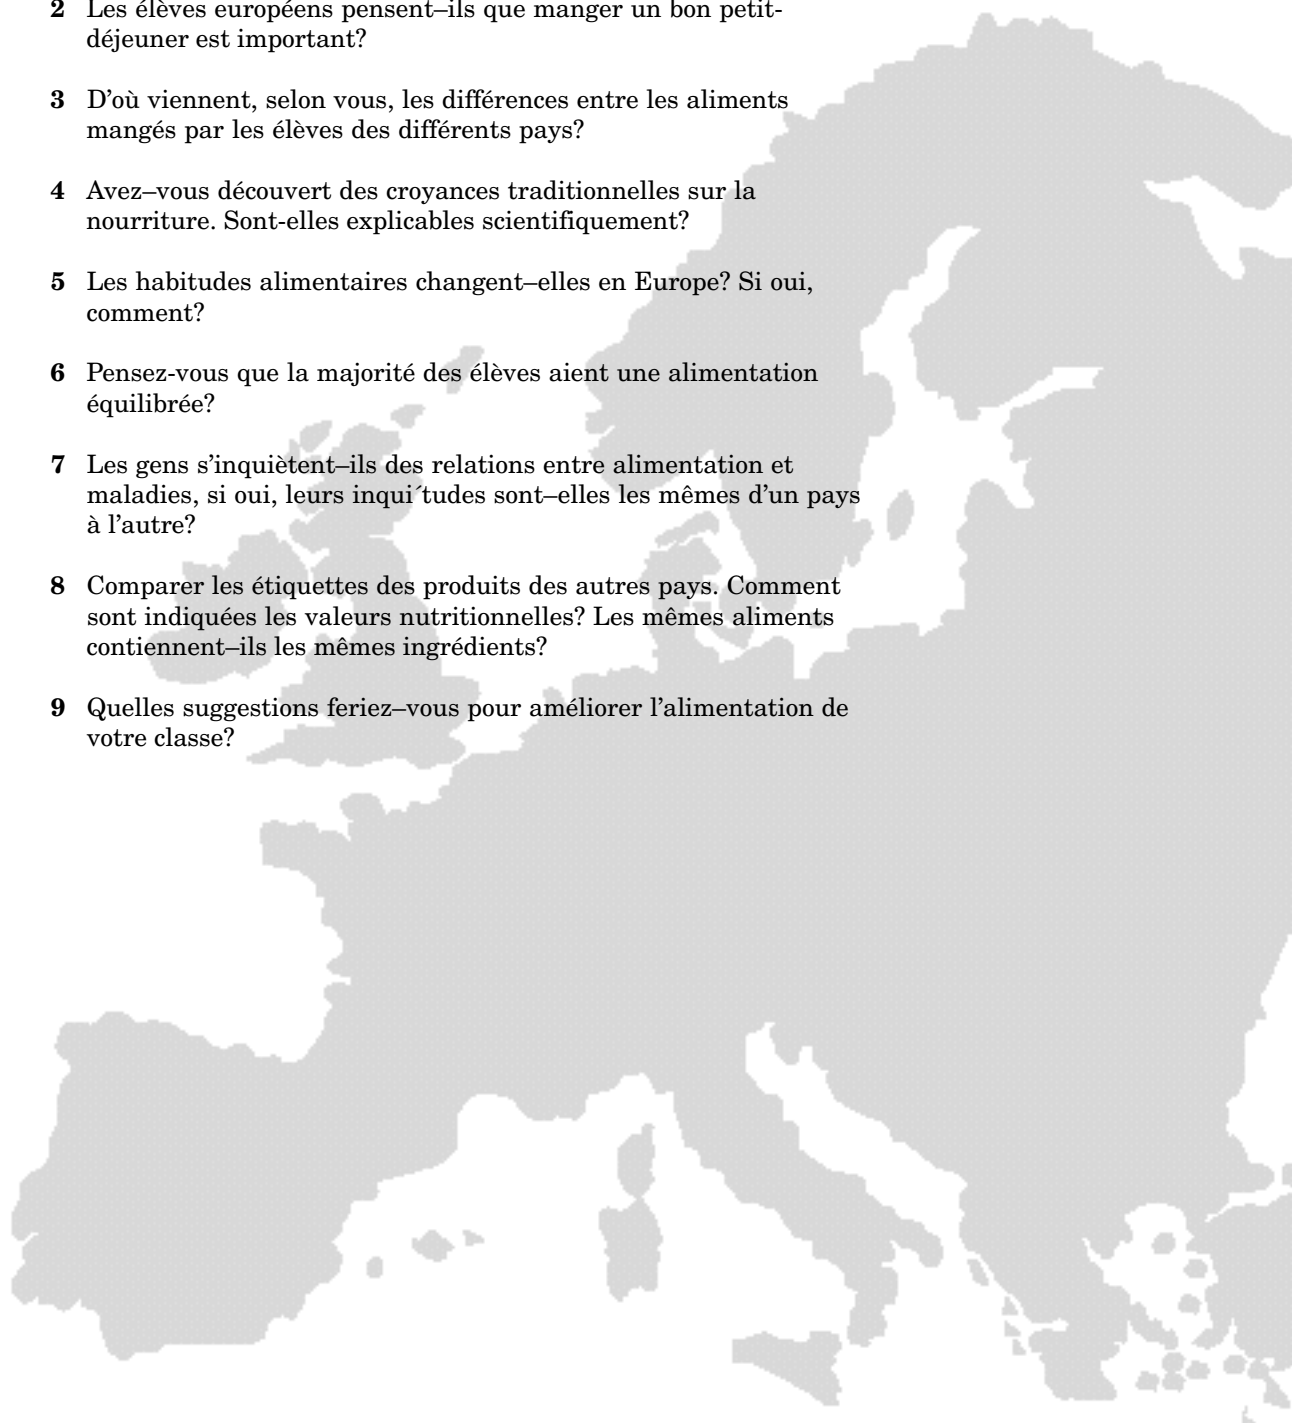 2 Les élèves européens pensent–ils que manger un bon petit-
déjeuner est important?
3 D'où viennent, selon vous, les différences entre les aliments
mangés par les élèves des différents pays?
4 Avez–vous découvert des croyances traditionnelles sur la
nourriture. Sont-elles explicables scientifiquement?
5 Les habitudes alimentaires changent–elles en Europe? Si oui,
comment?
6 Pensez-vous que la majorité des élèves aient une alimentation
équilibrée?
7 Les gens s'inquiètent–ils des relations entre alimentation et
maladies, si oui, leurs inqui´tudes sont–elles les mêmes d'un pays
à l'autre?
8 Comparer les étiquettes des produits des autres pays. Comment
sont indiquées les valeurs nutritionnelles? Les mêmes aliments
contiennent–ils les mêmes ingrédients?
9 Quelles suggestions feriez–vous pour améliorer l'alimentation de
votre classe?